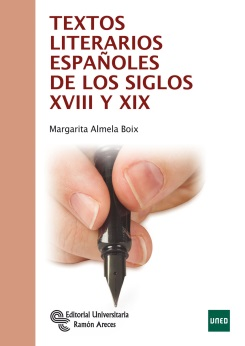 TEXTOS
LITERARIOS
ESPAÑOLES
DE LOS SIGLOS
XVIII Y XIX
Margarita Almela Boix
Editorial Universitaria
Ramón Areces
UNED